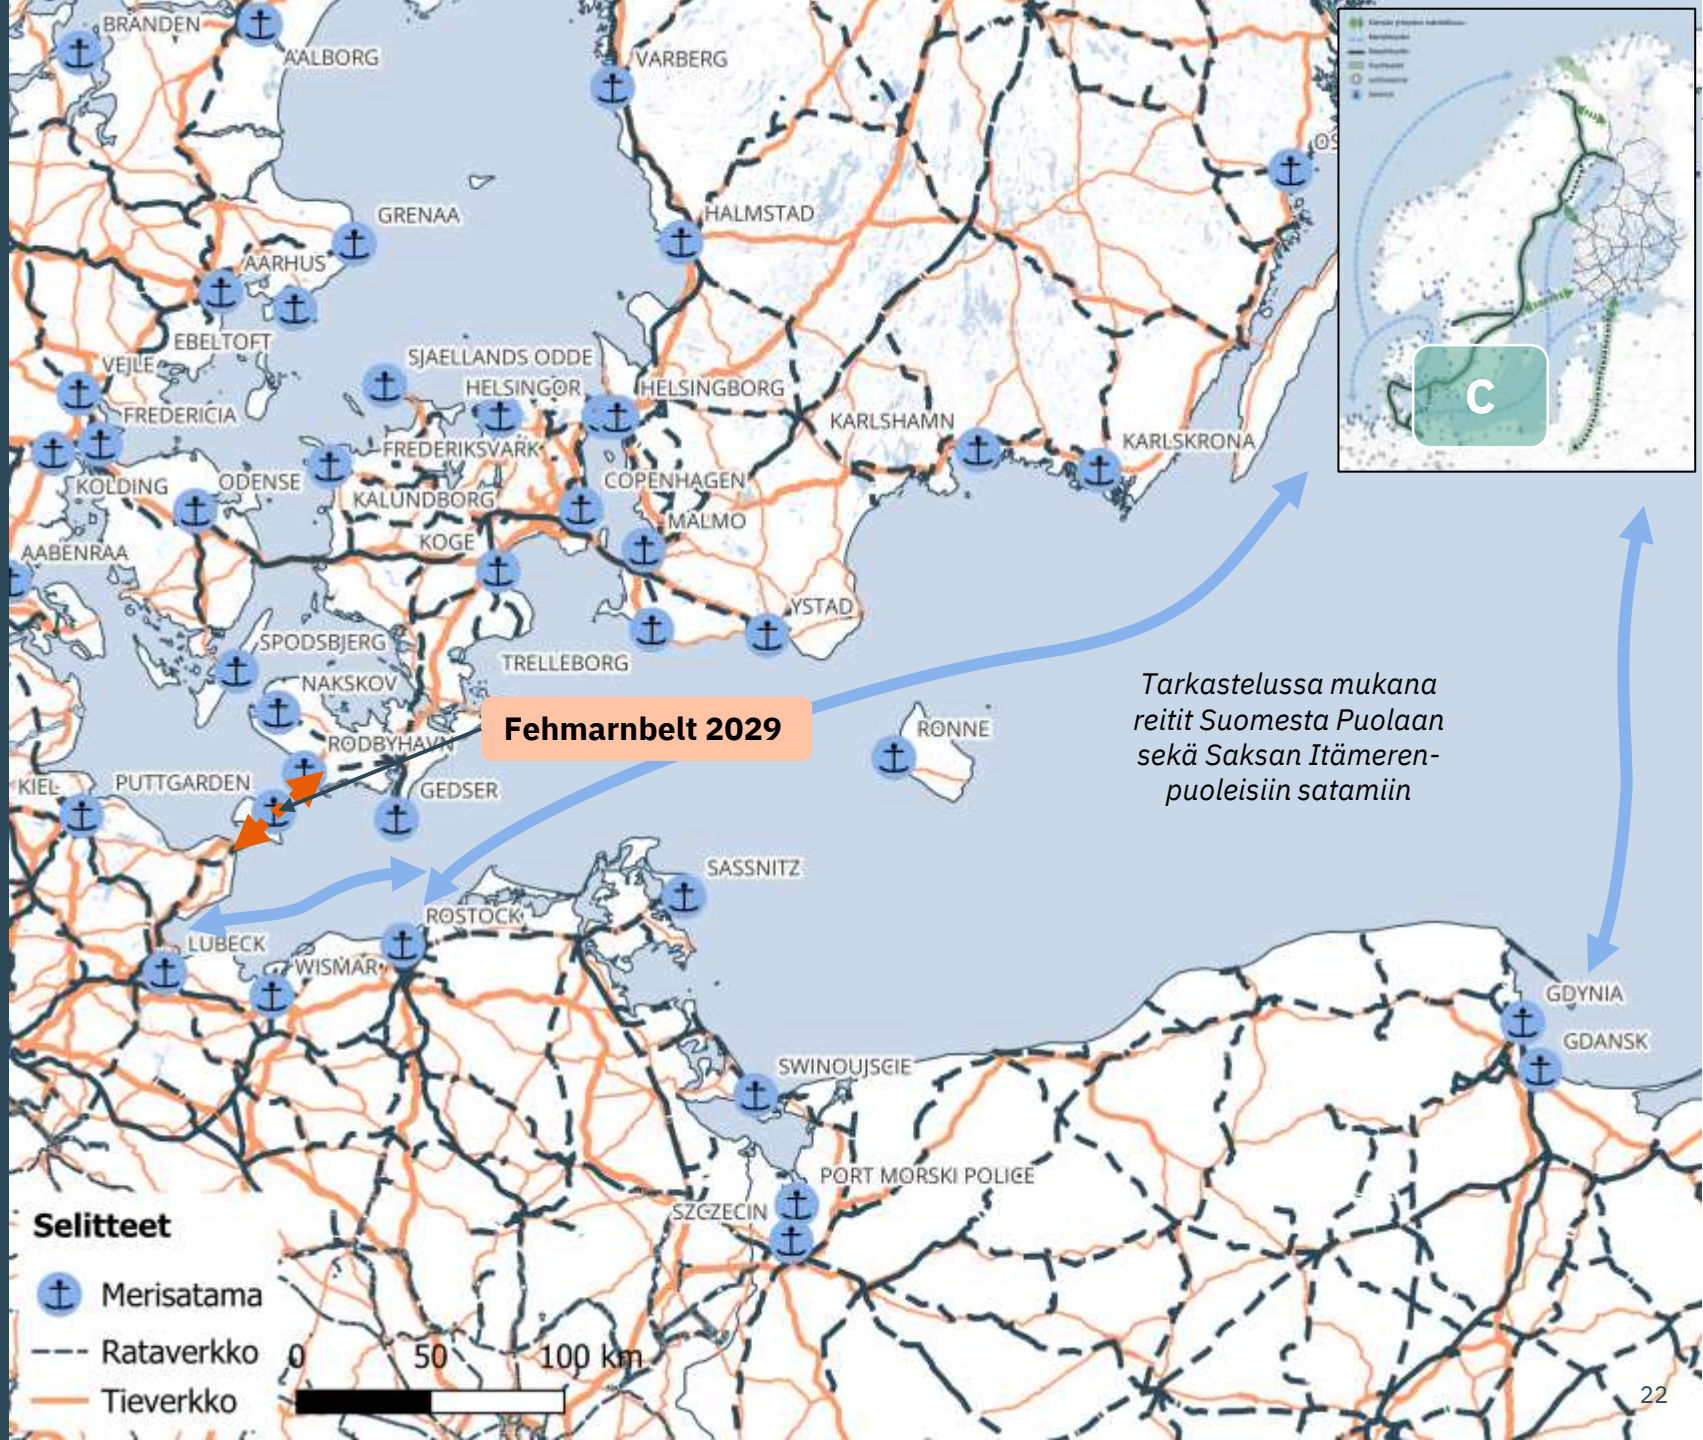 BRANDEN
AALBORG
VARBERG
GRENAA
HALMSTAD
AARHUS
EBELTOFT
VEJLE
SJAELLANDS ODDE
HELSINGOR
HELSINGBORG
FREDERICIA
KARLSHAMN
KARLSKRONA
FREDERIKSVARK
KOLDING
ODENSE
KALUNDBORG
COPENHAGEN
MALMO
KOGE
AABENRAA
YSTAD
SPODSBJERG
TRELLEBORG
NAKSKOV
C
Fehmarnbelt 2029
Tarkastelussa mukana
reitit Suomesta Puolaan
sekä Saksan Itämeren-
puoleisiin satamiin
RONNE
RODBYHAVN
KIEL
PUTTGARDEN
GEDSER
SASSNITZ
ROSTOCK
LUBECK
WISMAR
GDYNIA
GDANSK
SWINOUJSCIE
PORT MORSKI POLICE
SZCZECIN
Selitteet
Merisatama
Rataverkko
Tieverkko
0 50 100 km
22